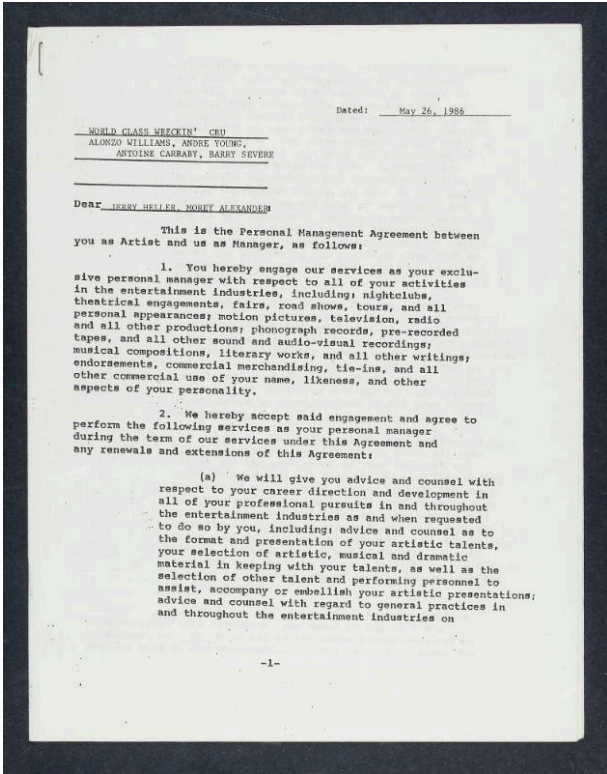 Dated: May 26, 1986
WORLD CLASS WRECKIN' CRU
ALONZO WILLIAMS, ANDRE YOUNG,
ANTOINE CARRABY, BARRY SEVERE
Dear JERRY HELLER, MOREY ALEXANDER:
This is the Personal Management Agreement between
you as Artist and us as Manager, as follows:
1. You hereby engage our services as your exclu-
sive personal manager with respect to all of your activities
in the entertainment industries, including: nightclubs,
theatrical engagements, fairs, road shows, tours, and all
personal appearances; motion pictures, television, radio
and all other productions; phonograph records, pre-recorded
tapes, and all other sound and audio-visual recordings;
musical compositions, literary works, and all other writings;
endorsements, commercial merchandising, tie-ins, and all
other commercial use of your name, likeness, and other
aspects of your personality.
2. We hereby accept said engagement and agree to
perform the following services as your personal manager
during the term of our services under this Agreement and
any renewals and extensions of this Agreement:
(a) We will give you advice and counsel with
respect to your career direction and development in
all of your professional pursuits in and throughout
the entertainment industries as and when requested
to do so by you, including: advice and counsel as to
the format and presentation of your artistic talents,
your selection of artistic, musical and dramatic
material in keeping with your talents, as well as the
selection of other talent and performing personnel to
assist, accompany or embellish your artistic presentations;
advice and counsel with regard to general practices in
and throughout the entertainment industries on
-1-